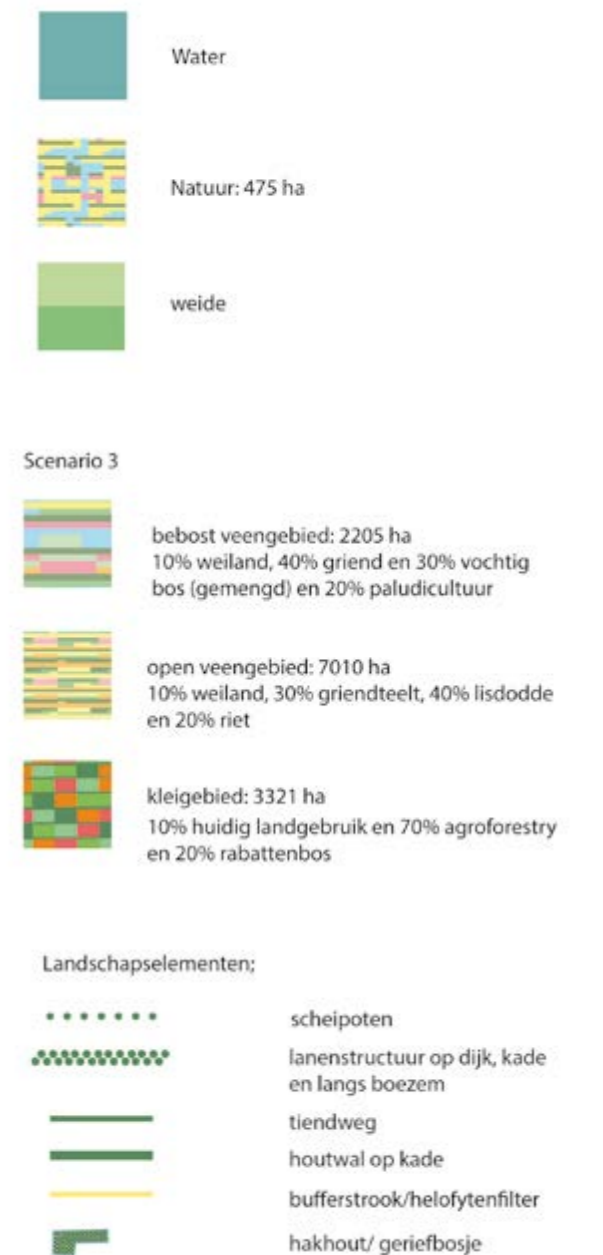 Water
Natuur: 475 ha
weide
Scenario 3
bebost veengebied: 2205 ha
10% weiland, 40% griend en 30% vochtig
bos (gemengd) en 20% paludicultuur
open veengebied: 7010 ha
10% weiland, 30% griendteelt, 40% lisdodde
en 20% riet
kleigebied: 3321 ha
10% huidig landgebruik en 70% agroforestry
en 20% rabattenbos
Landschapselementen;
scheipoten
lanenstructuur op dijk, kade
en langs boezem
tiendweg
houtwal op kade
bufferstrook/helofytenfilter
hakhout/ geriefbosje